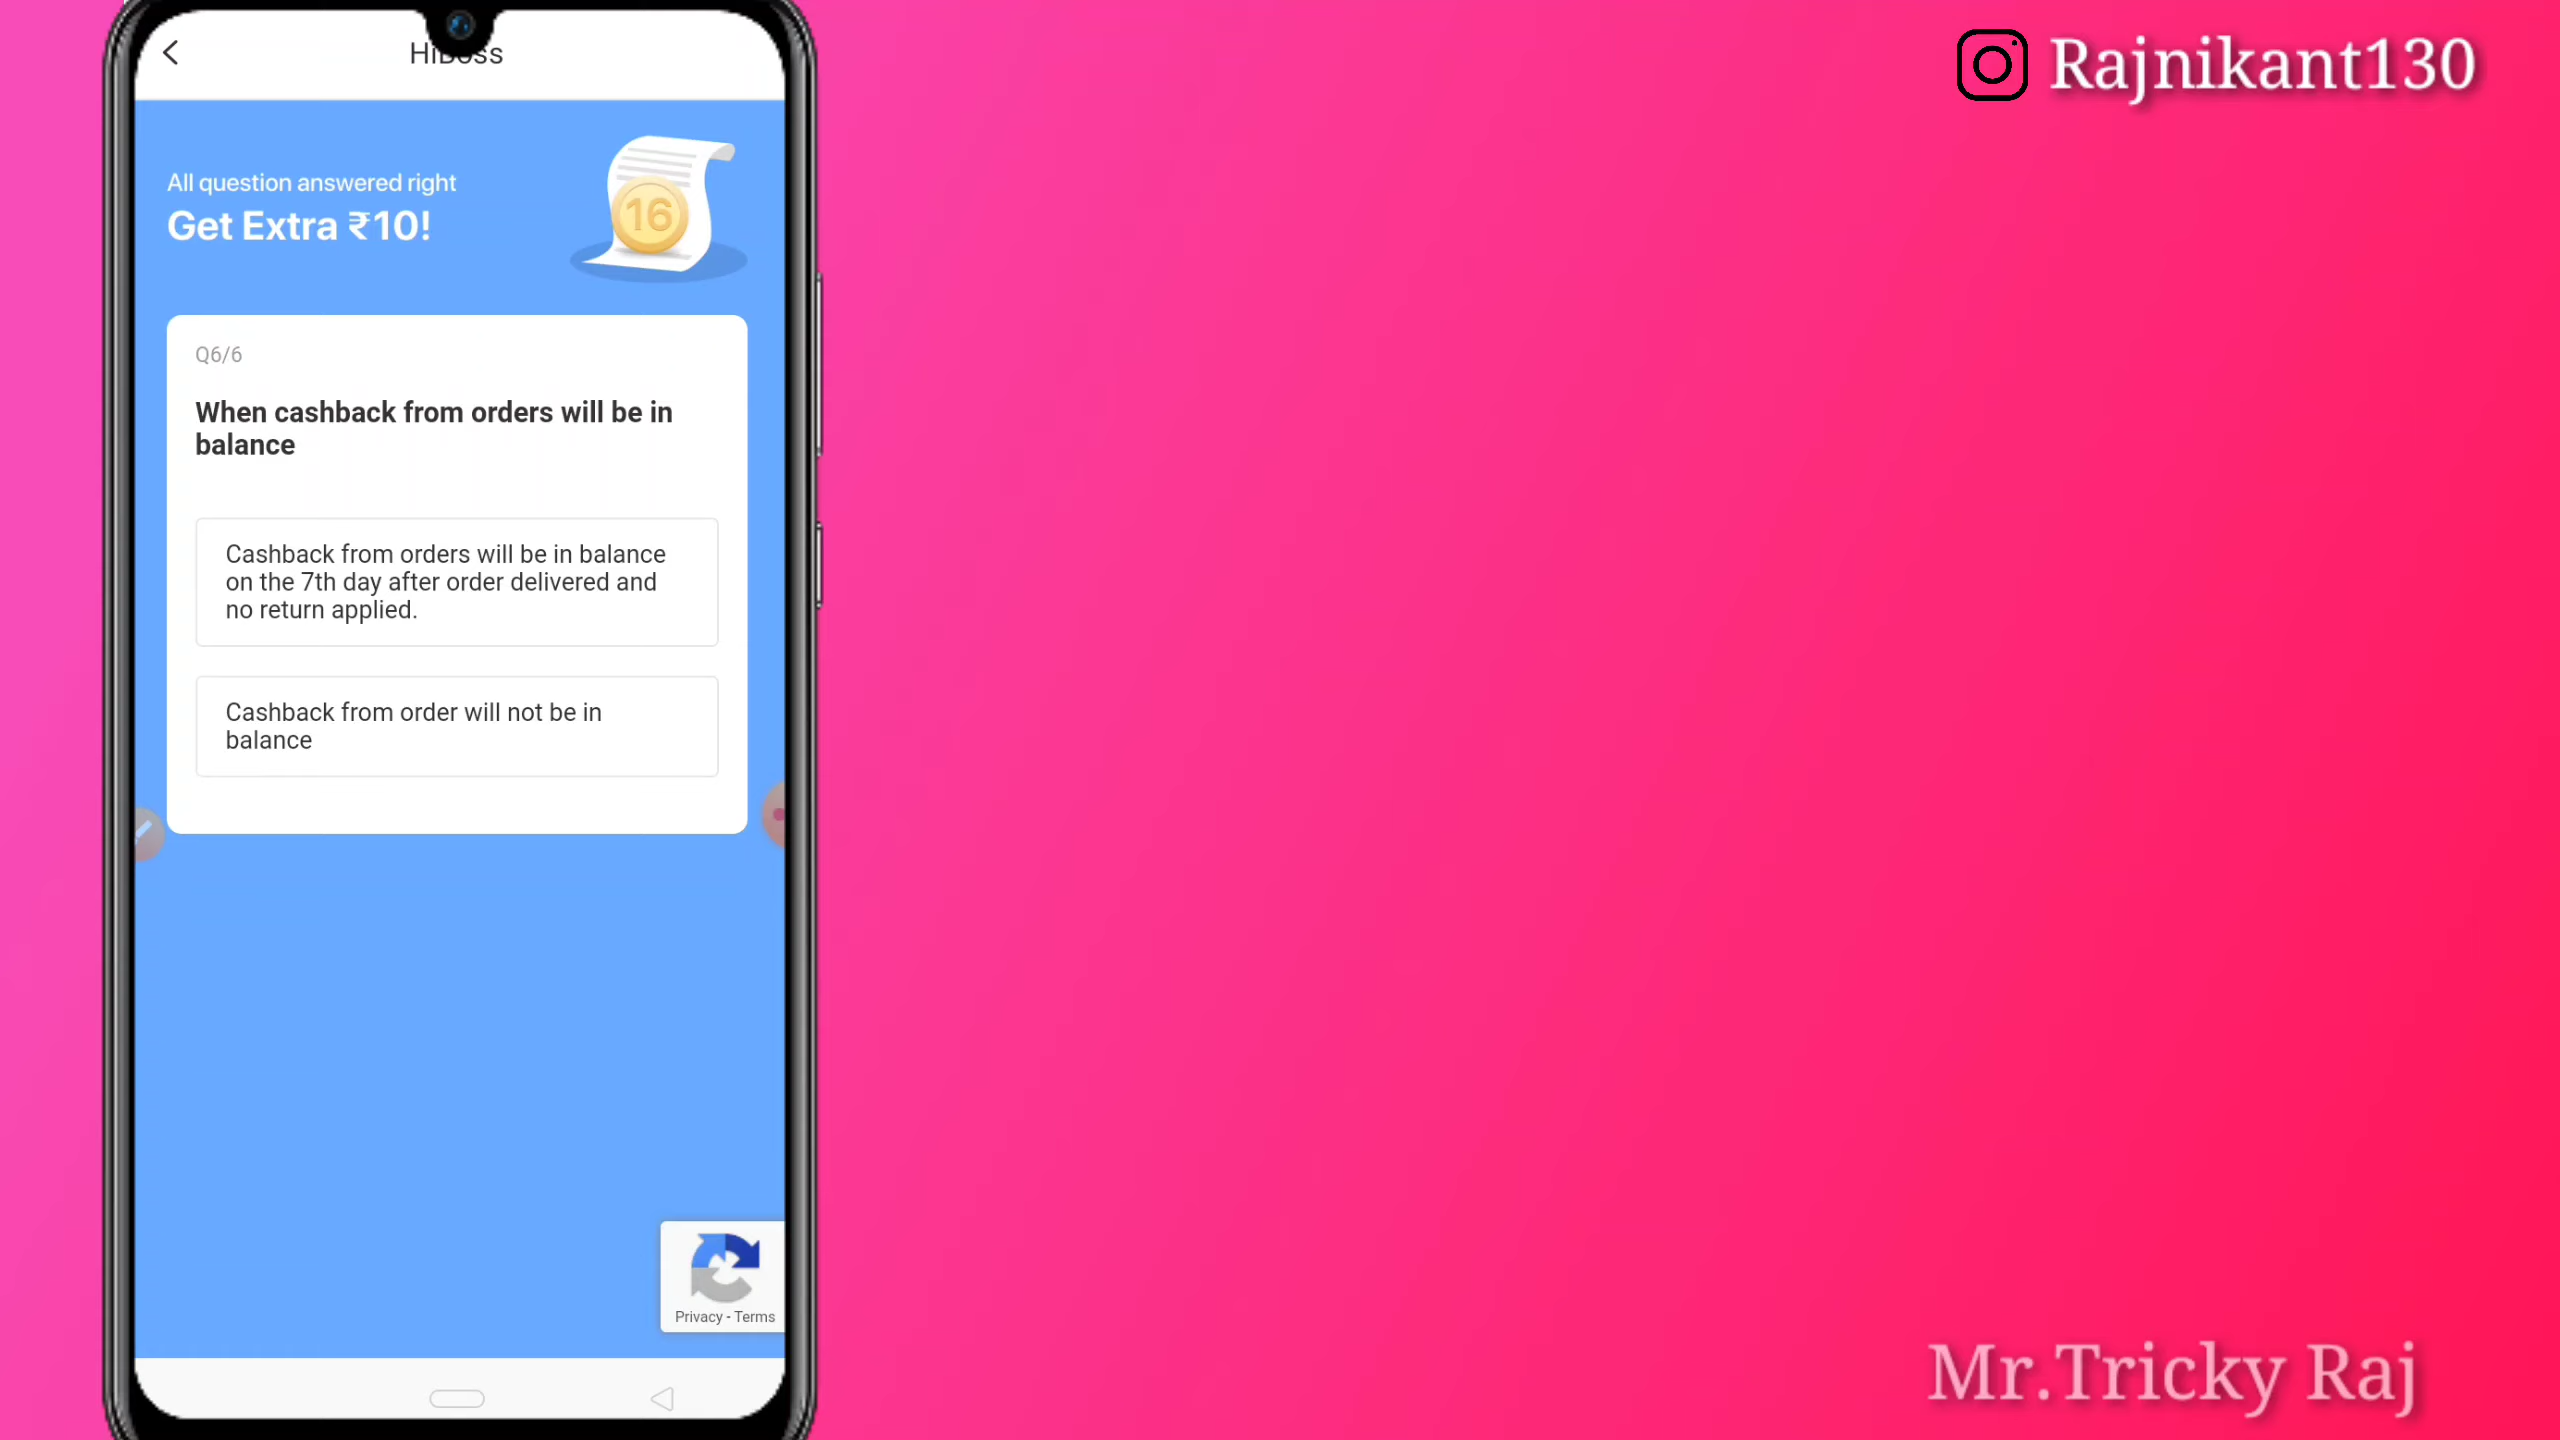 Rajnikant130
All question answered right
Get Extra ₹10!
16
Q6/6
When cashback from orders will be in
balance
Cashback from orders will be in balance
on the 7th day after order delivered and
no return applied.
Cashback from order will not be in
balance
Privacy - Terms
Mr.Tricky Raj